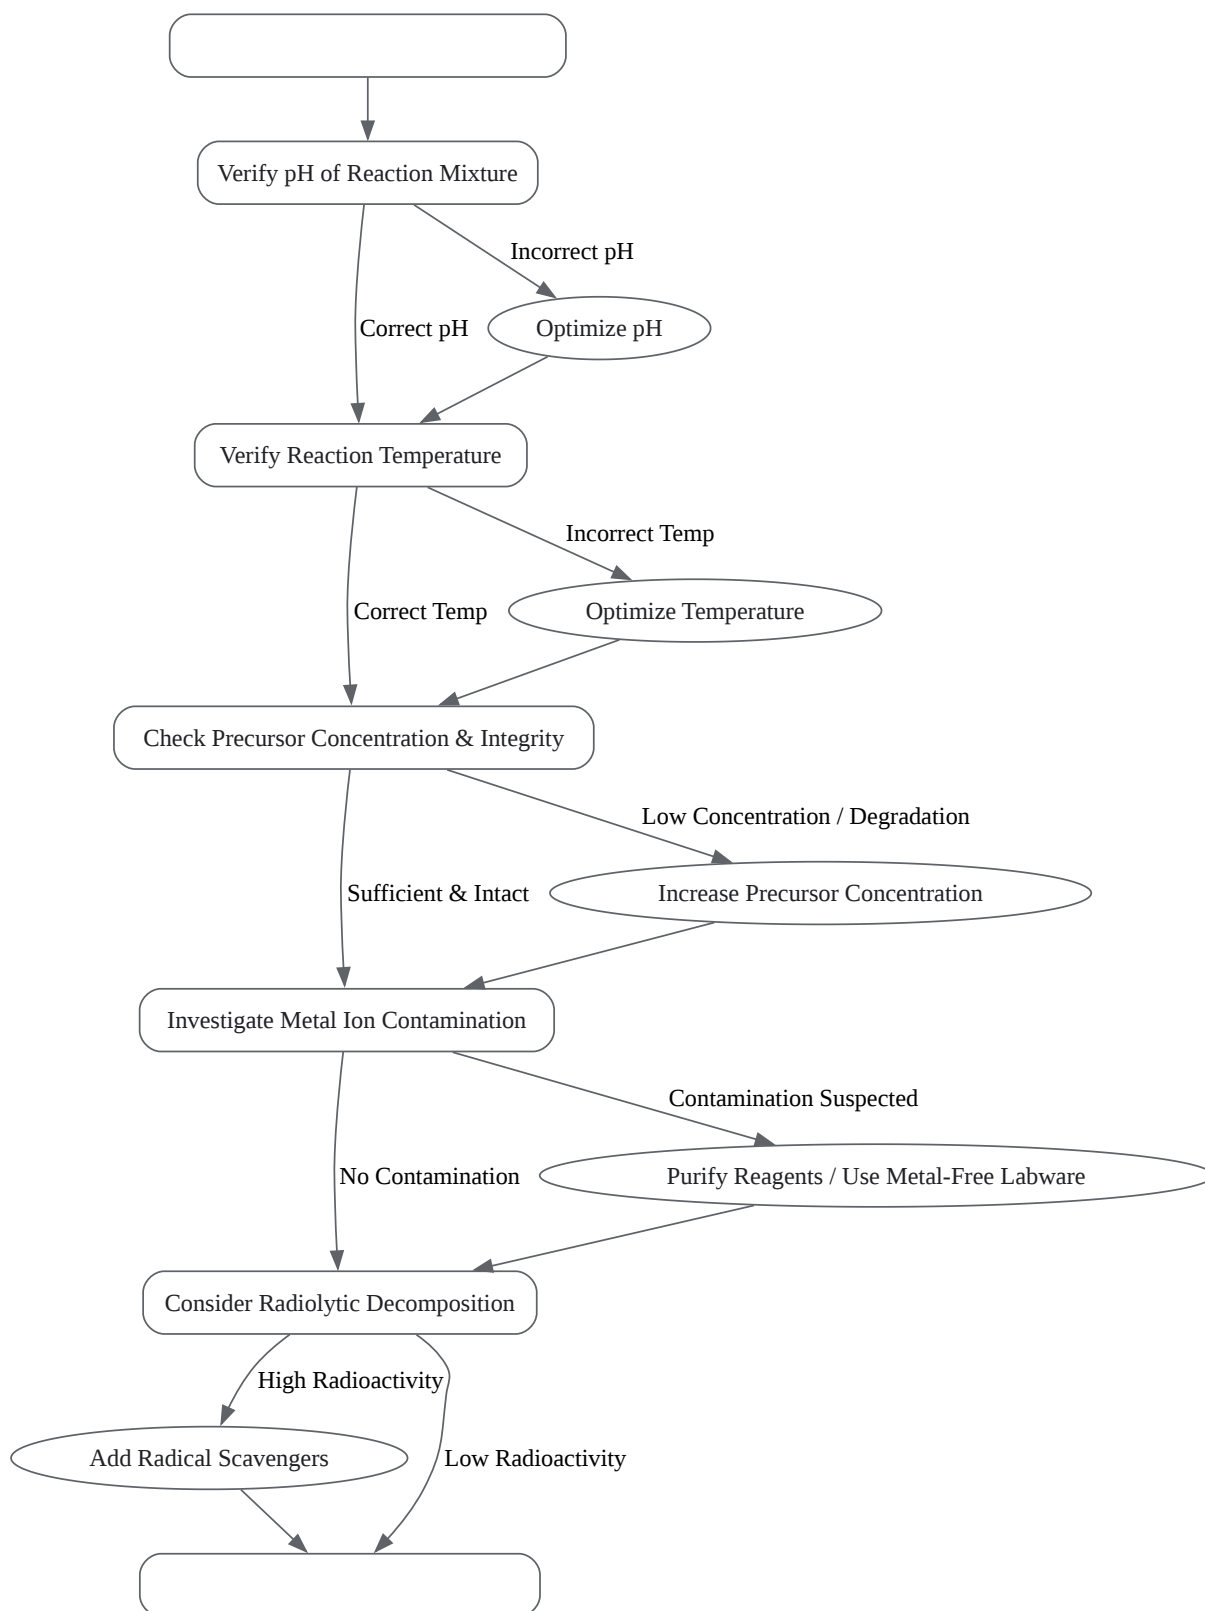 Verify pH of Reaction Mixture
Incorrect pH
Correct pH
Optimize pH
Verify Reaction Temperature
Incorrect Temp
Correct Temp
Optimize Temperature
Check Precursor Concentration & Integrity
Low Concentration / Degradation
Sufficient & Intact
Increase Precursor Concentration
Investigate Metal Ion Contamination
Contamination Suspected
No Contamination
Purify Reagents / Use Metal-Free Labware
Consider Radiolytic Decomposition
High Radioactivity
Add Radical Scavengers
Low Radioactivity